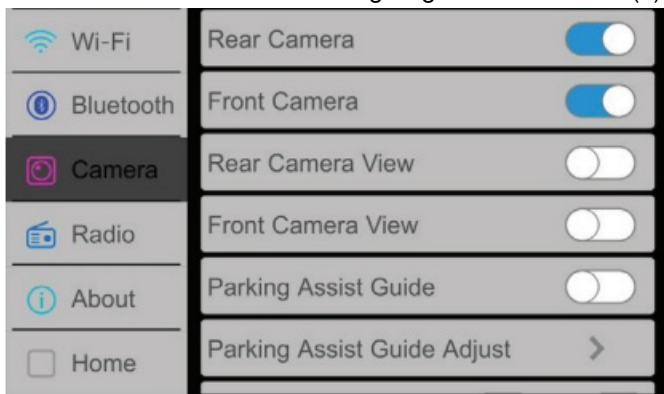 Wi-Fi
Bluetooth
Camera
Radio
About
Home
Rear Camera
Front Camera
Rear Camera View
Front Camera View
Parking Assist Guide
Parking Assist Guide Adjust